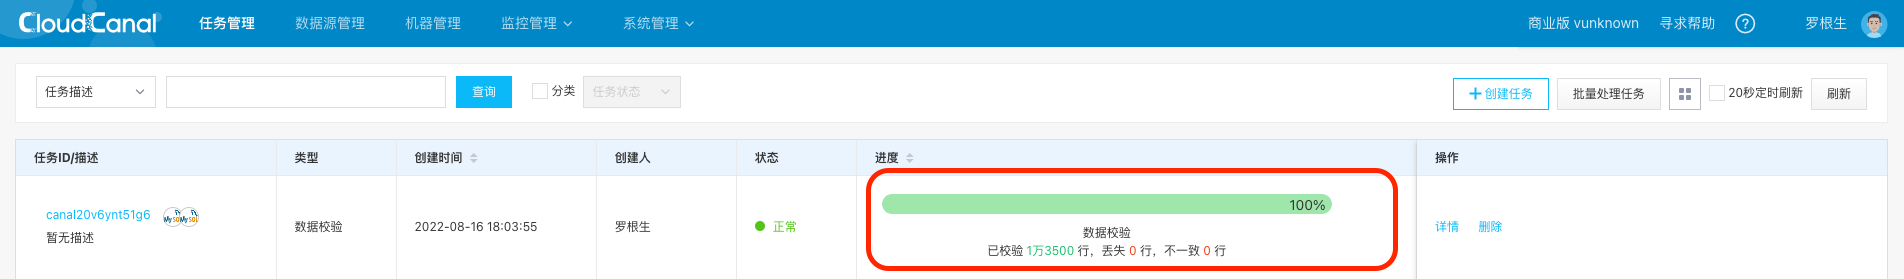 CloudCanal 任务管理 数据源管理 机器管理 监控管理 系统管理 商业版 vunknown 寻求帮助 ? 罗根生
任务描述 查询 分类 任务状态 创建任务 批量处理任务 20秒定时刷新 刷新
任务ID/描述 类型 创建时间 创建人 状态 进度 操作
100%
canal20v6ynt51g6
数据校验 2022-08-16 18:03:55 罗根生 正常 数据校验 详情 删除
暂无描述
已校验 1万3500 行，丢失 0 行，不一致 0 行